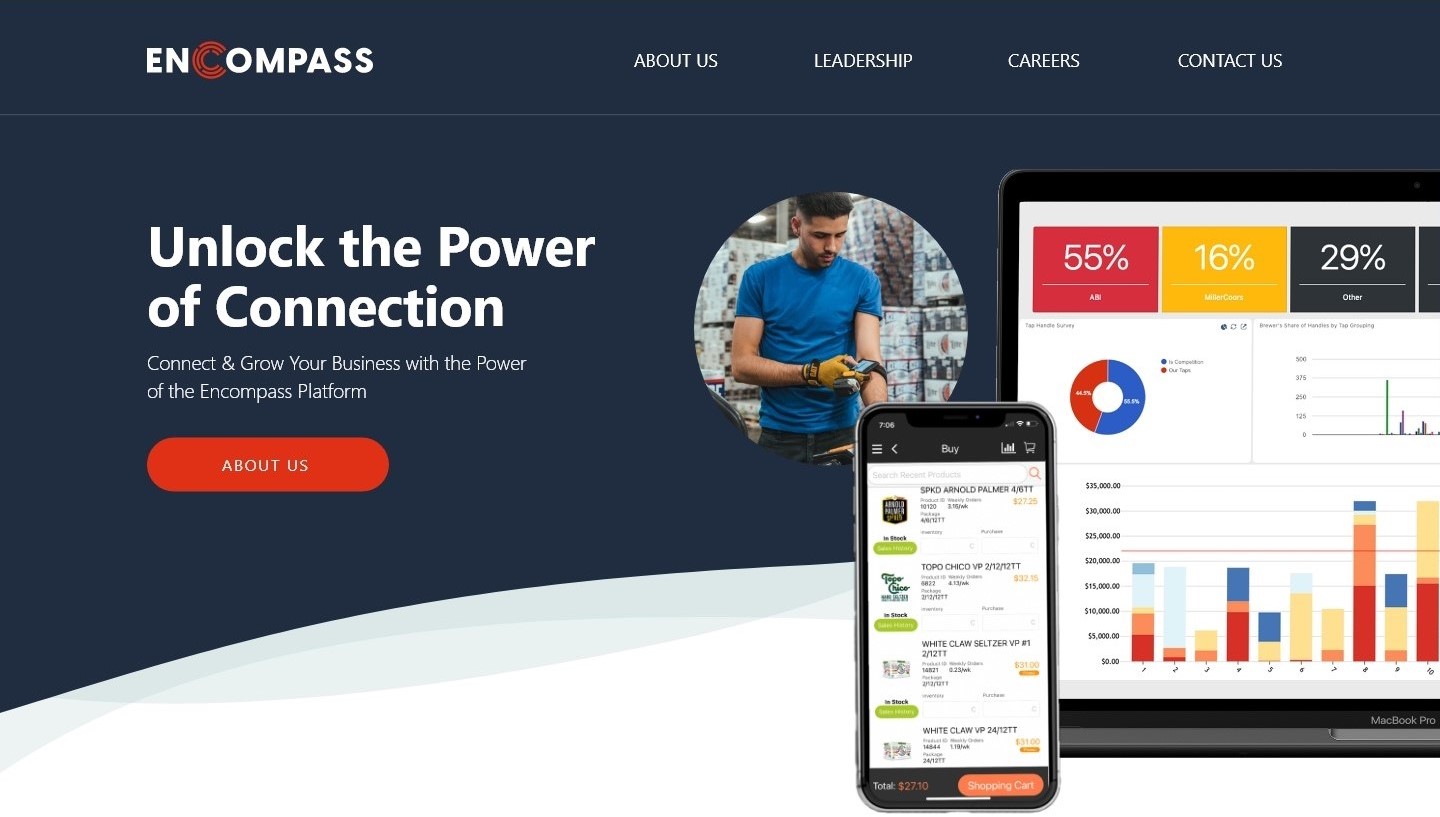 ENCOMPASS
ABOUT US
LEADERSHIP
CAREERS
CONTACT US
Unlock the Power
of Connection
Connect & Grow Your Business with the Power
of the Encompass Platform
ABOUT US
55%
ABI
16%
MillerCoors
29%
Other
Tap Handle Survey
Is Competition
Our Taps
44.5%
55.5%
Brewer's Share of Handles by Tap Grouping
500
375
250
125
0
$35,000.00
$30,000.00
$25,000.00
$20,000.00
$15,000.00
$10,000.00
$5,000.00
$0.00
1
2
3
4
5
6
7
8
9
10
MacBook Pro
7:06
Buy
Search Recent Products
SPKD ARNOLD PALMER 4/6TT
Product ID Weekly Orders
10120 3.15/wk
$27.25
Package
4/6/12TT
Inventory
Purchase
In Stock
Sales History
C
C
ARNOLD
PALMER
SPIKED
TOPO CHICO VP 2/12/12TT
Product ID Weekly Orders
6822 4.13/wk
$32.15
Package
2/12/12TT
Inventory
Purchase
In Stock
Sales History
C
C
Topo
Chico
HARD SELTZER
WHITE CLAW SELTZER VP #1
2/12TT
Product ID Weekly Orders
14821 0.23/wk
$31.00
Package
2/12/12TT
Inventory
Purchase
In Stock
Sales History
C
C
WHITE CLAW VP 24/12TT
Product ID Weekly Orders
14844 1.19/wk
$31.00
Package
24/12TT
Total: $27.10
Shopping Cart